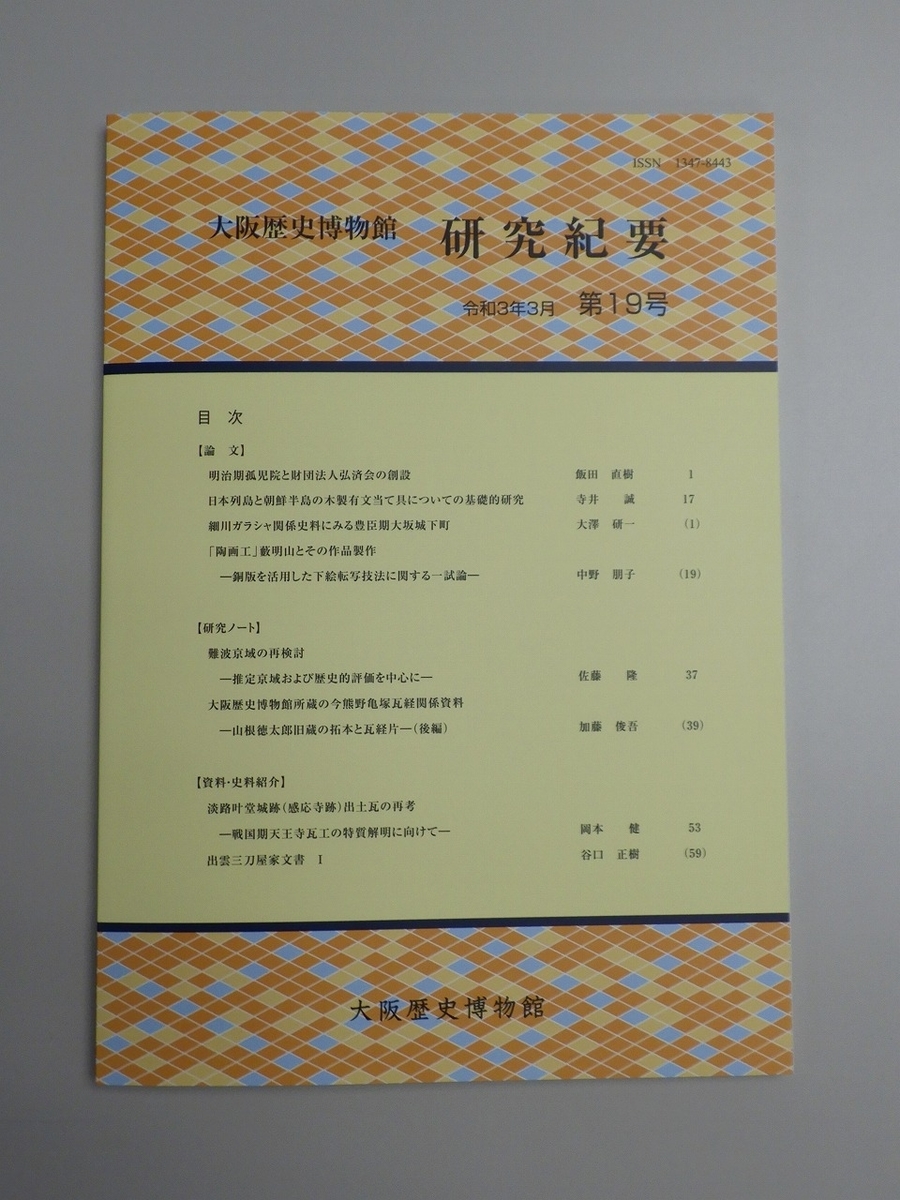 ISSN 1347-8443
大阪歴史博物館 研究紀要
令和3年3月 第19号
目 次
【論 文】
明治期孤児院と財団法人弘済会の創設 飯田 直樹 1
日本列島と朝鮮半島の木製有文当て具についての基礎的研究 寺井 誠 17
細川ガラシャ関係史料にみる豊臣期大坂城下町 大澤 研一 (1)
「陶画工」藪明山とその作品製作
―銅版を活用した下絵転写技法に関する一試論― 中野 朋子 (19)
【研究ノート】
難波京域の再検討
―推定京域および歴史的評価を中心に― 佐藤 隆 37
大阪歴史博物館所蔵の今熊野亀塚瓦経関係資料
―山根徳太郎旧蔵の拓本と瓦経片―(後編) 加藤 俊吾 (39)
【資料・史料紹介】
淡路叶堂城跡(感応寺跡)出土瓦の再考
―戦国期天王寺瓦工の特質解明に向けて― 岡本 健 53
出雲三刀屋家文書 Ⅰ 谷口 正樹 (59)
大阪歴史博物館